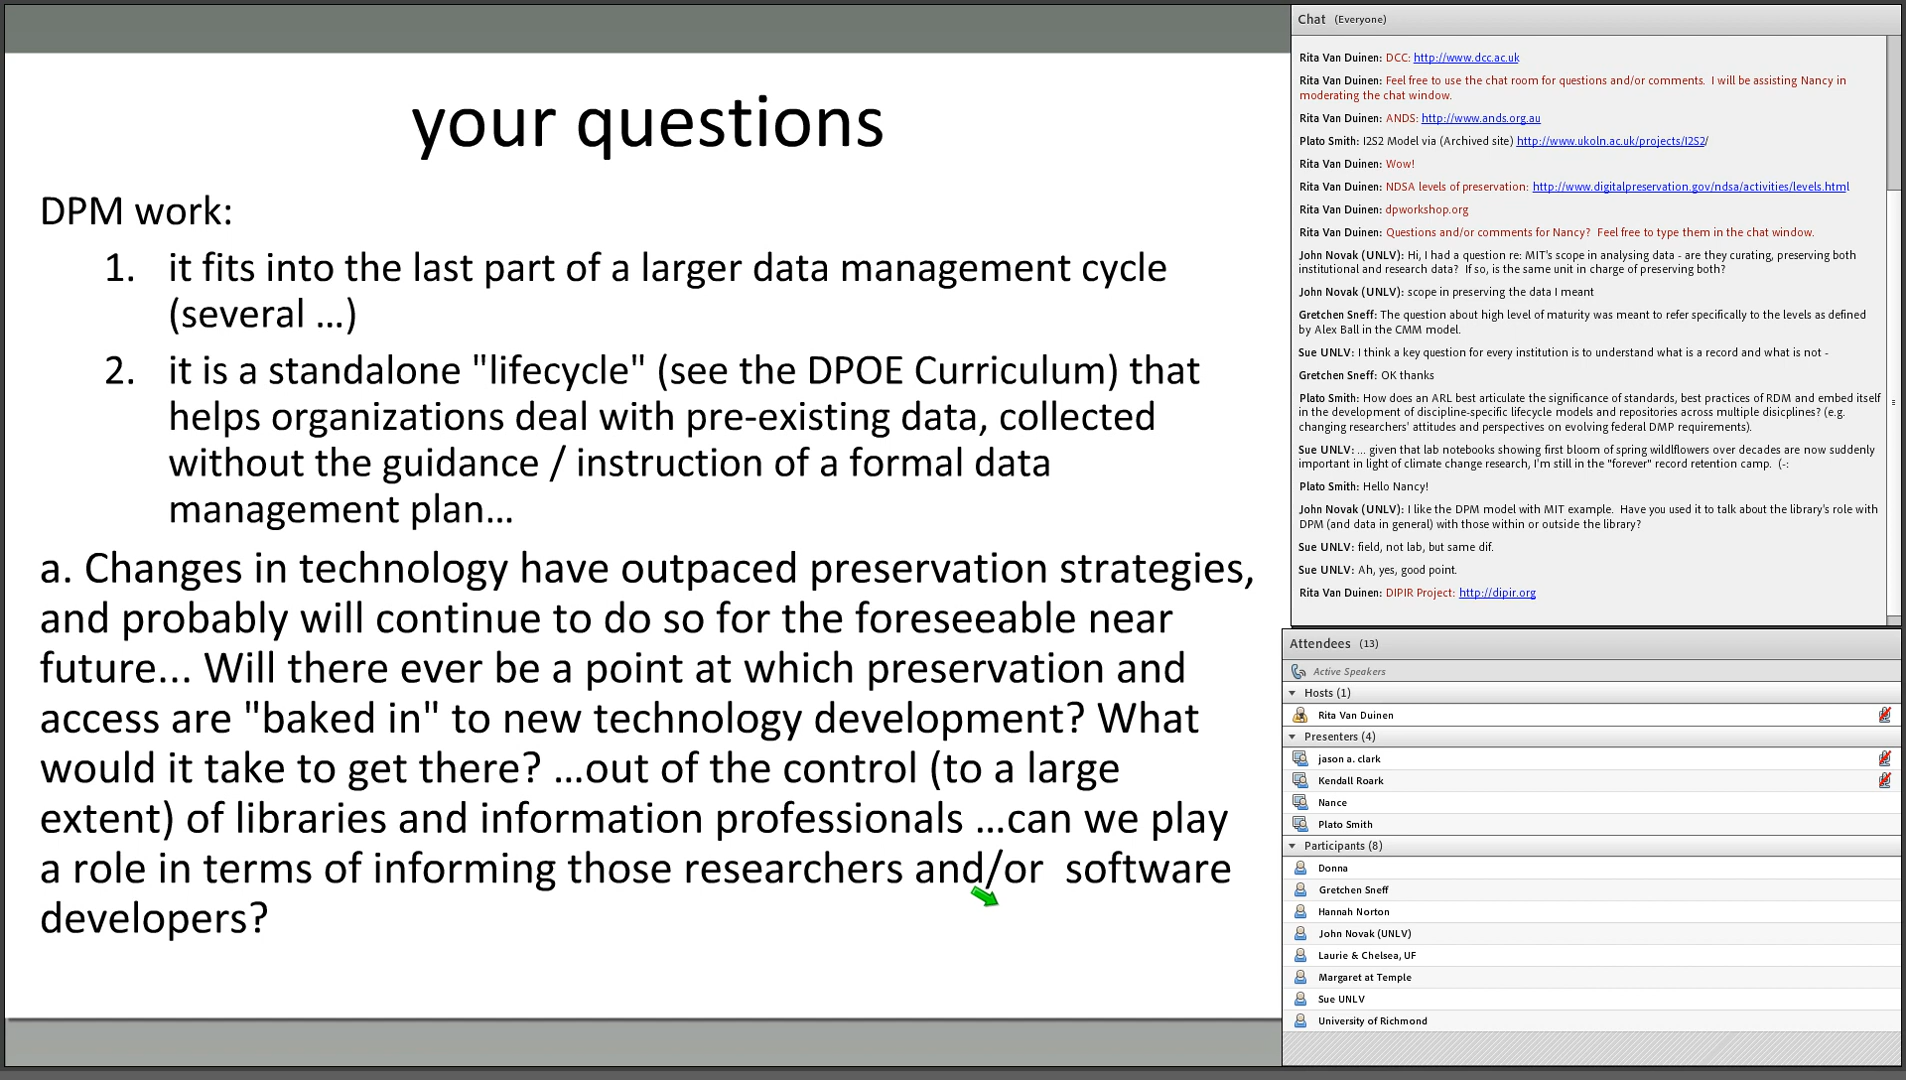 your questions
DPM work:
1. it fits into the last part of a larger data management cycle
(several ...)
2. it is a standalone "lifecycle" (see the DPOE Curriculum) that
helps organizations deal with pre-existing data, collected
without the guidance / instruction of a formal data
management plan...
a. Changes in technology have outpaced preservation strategies,
and probably will continue to do so for the foreseeable near
future... Will there ever be a point at which preservation and
access are "baked in" to new technology development? What
would it take to get there? ...out of the control (to a large
extent) of libraries and information professionals ...can we play
a role in terms of informing those researchers and/or  software
developers?
Chat (Everyone)
Rita Van Duinen: DCC: http://www.dcc.ac.uk
Rita Van Duinen: Feel free to use the chat room for questions and/or comments.  I will be assisting Nancy in
moderating the chat window.
Rita Van Duinen: ANDS: http://www.ands.org.au
Plato Smith: I2S2 Model via (Archived site) http://www.ukoln.ac.uk/projects/I2S2/
Rita Van Duinen: Wow!
Rita Van Duinen: NDSA levels of preservation: http://www.digitalpreservation.gov/ndsa/activities/levels.html
Rita Van Duinen: dpworkshop.org
Rita Van Duinen: Questions and/or comments for Nancy?  Feel free to type them in the chat window.
John Novak (UNLV): Hi, I had a question re: MIT's scope in analysing data - are they curating, preserving both
institutional and research data?  If so, is the same unit in charge of preserving both?
John Novak (UNLV): scope in preserving the data I meant
Gretchen Sneff: The question about high level of maturity was meant to refer specifically to the levels as defined
by Alex Ball in the CMM model.
Sue UNLV: I think a key question for every institution is to understand what is a record and what is not -
Gretchen Sneff: OK thanks
Plato Smith: How does an ARL best articulate the significance of standards, best practices of RDM and embed itself
in the development of discipline-specific lifecycle models and repositories across multiple disicplines? (e.g.
changing researchers' attitudes and perspectives on evolving federal DMP requirements).
Sue UNLV: ... given that lab notebooks showing first bloom of spring wildflowers over decades are now suddenly
important in light of climate change research, I'm still in the "forever" record retention camp.  (-:
Plato Smith: Hello Nancy!
John Novak (UNLV): I like the DPM model with MIT example.  Have you used it to talk about the library's role with
DPM (and data in general) with those within or outside the library?
Sue UNLV: field, not lab, but same dif.
Sue UNLV: Ah, yes, good point.
Rita Van Duinen: DIPIR Project: http://dipir.org
Attendees (13)
Active Speakers
Hosts (1)
Rita Van Duinen
Presenters (4)
jason a. clark
Kendall Roark
Nance
Plato Smith
Participants (8)
Donna
Gretchen Sneff
Hannah Norton
John Novak (UNLV)
Laurie & Chelsea, UF
Margaret at Temple
Sue UNLV
University of Richmond